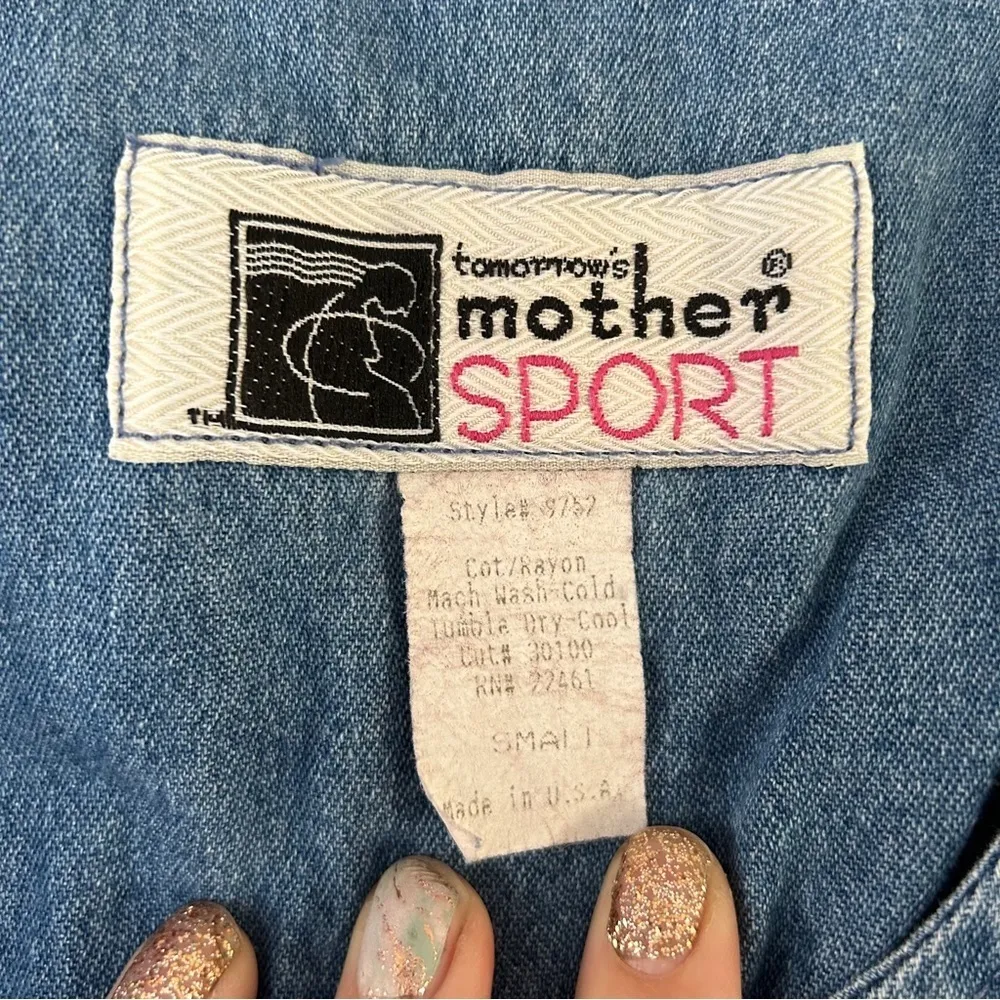 tomorrow's
mother®
SPORT
TM
Style# 9752
Cot/Rayon
Mach Wash-Cold
Tumble Dry-Cool
Cut# 30100
RN# 22461
SMALL
Made in U.S.A.